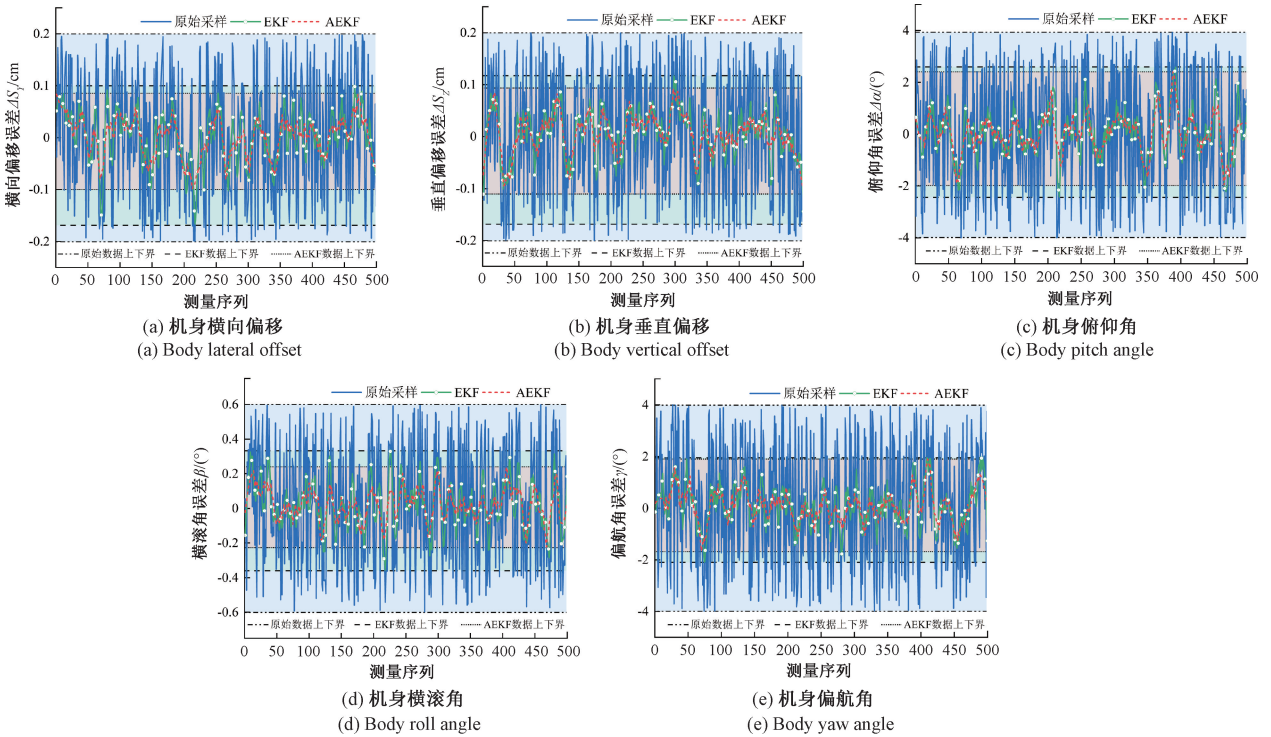 原始采样 EKF AEKF
0.2
0.1
0
-0.1
-0.2
横向偏移误差ΔSy/cm
原始数据上下界 EKF数据上下界 AEKF数据上下界
0 50 100 150 200 250 300 350 400 450 500
测量序列
(a) 机身横向偏移
(a) Body lateral offset
原始采样 EKF AEKF
0.2
0.1
0
-0.1
-0.2
垂直偏移误差ΔSz/cm
原始数据上下界 EKF数据上下界 AEKF数据上下界
0 50 100 150 200 250 300 350 400 450 500
测量序列
(b) 机身垂直偏移
(b) Body vertical offset
原始采样 EKF AEKF
4
2
0
-2
-4
俯仰角误差Δα/(°)
原始数据上下界 EKF数据上下界 AEKF数据上下界
0 50 100 150 200 250 300 350 400 450 500
测量序列
(c) 机身俯仰角
(c) Body pitch angle
原始采样 EKF AEKF
0.6
0.4
0.2
0
-0.2
-0.4
-0.6
横滚角误差β/(°)
原始数据上下界 EKF数据上下界 AEKF数据上下界
0 50 100 150 200 250 300 350 400 450 500
测量序列
(d) 机身横滚角
(d) Body roll angle
原始采样 EKF AEKF
4
2
0
-2
-4
偏航角误差γ/(°)
原始数据上下界 EKF数据上下界 AEKF数据上下界
0 50 100 150 200 250 300 350 400 450 500
测量序列
(e) 机身偏航角
(e) Body yaw angle